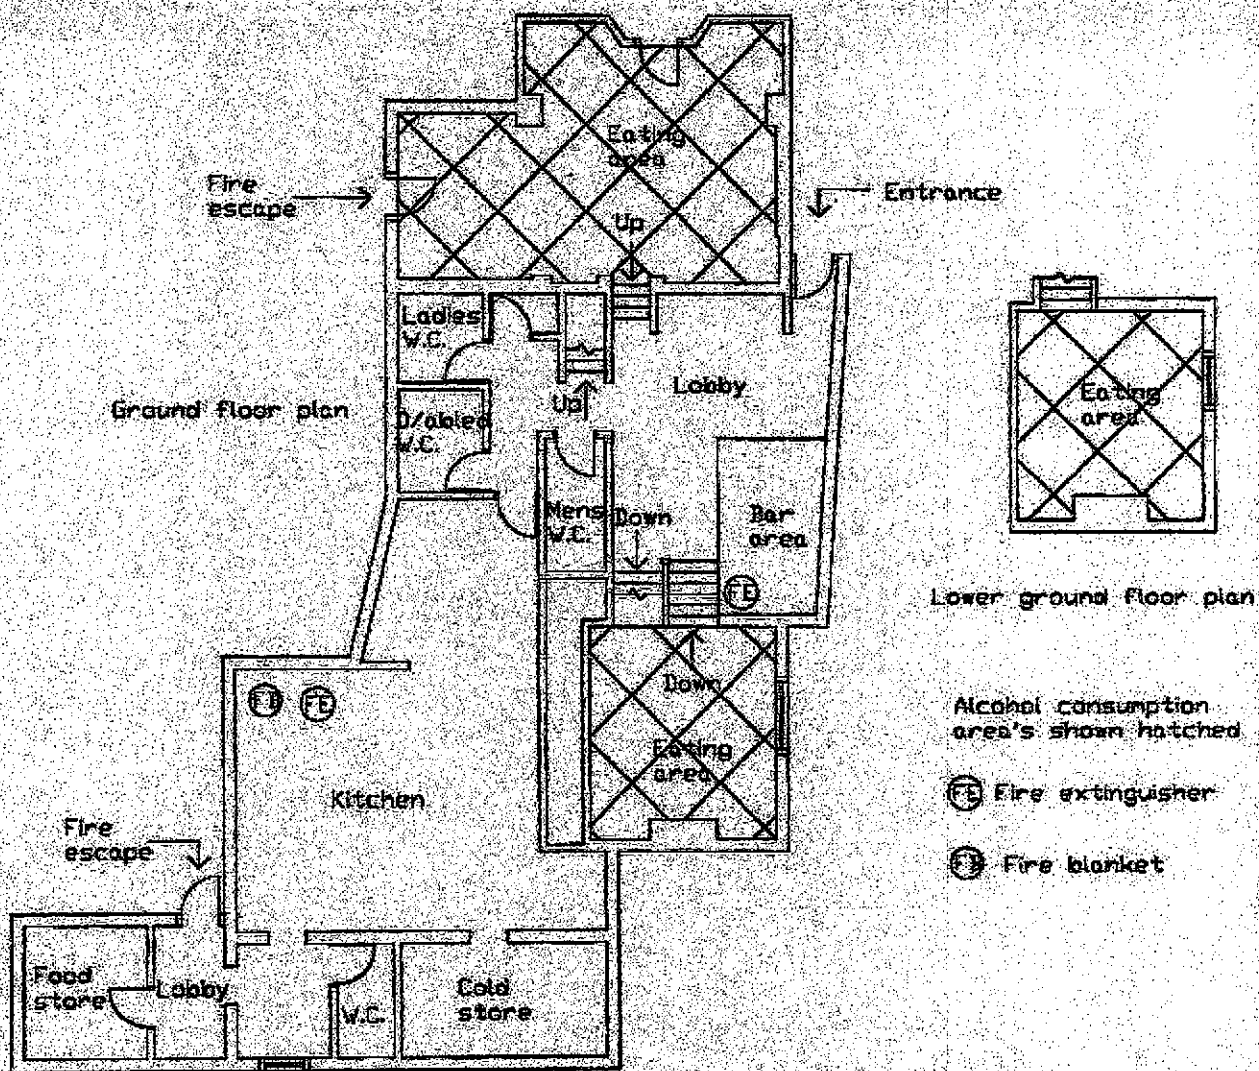 Eating
area
Fire
escape
Entrance
Up
Ladies
W.C.
Lobby
Eating
area
Ground floor plan
Up
D/abled
W.C.
Mens
W.C.
Down
Bar
area
FE
Lower ground floor plan
Down
FB
FE
Alcohol consumption
area's shown hatched
Eating
area
FE Fire extinguisher
Kitchen
Fire
escape
FB Fire blanket
Food
store
Lobby
W.C.
Cold
store